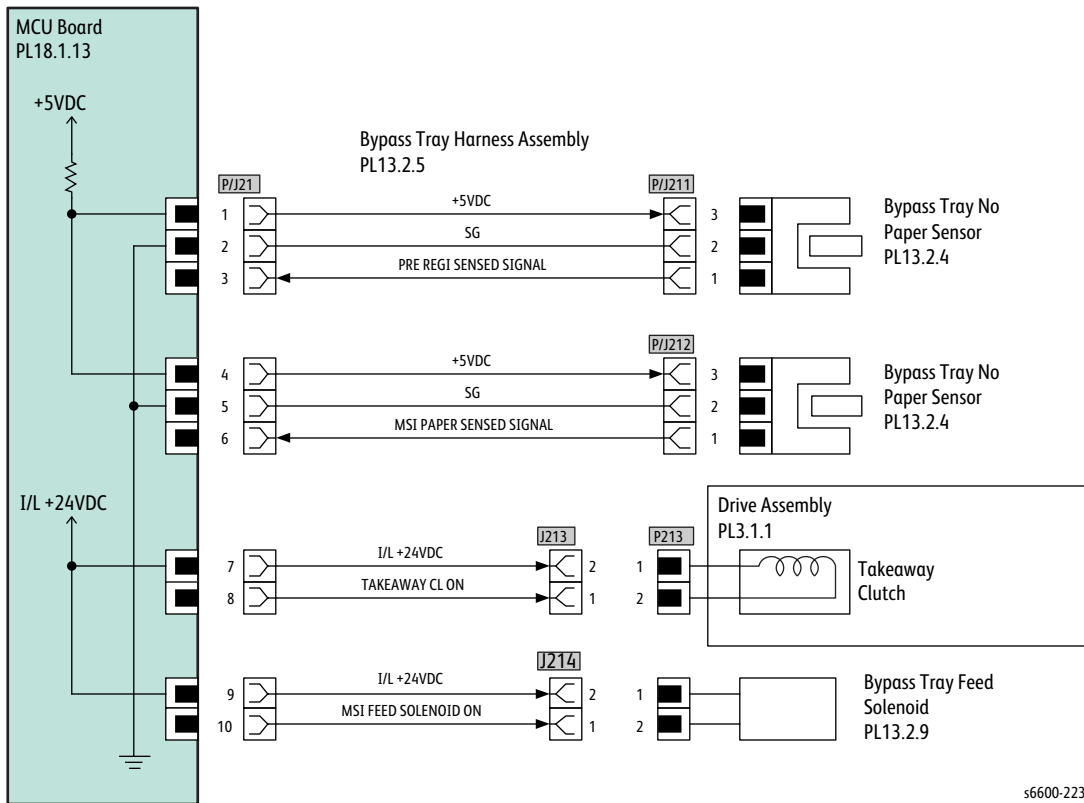 MCU Board
PL18.1.13
+5VDC
Bypass Tray Harness Assembly
PL13.2.5
P/J21
P/J211
1
+5VDC
3
2
SG
2
3
PRE REGI SENSED SIGNAL
1
Bypass Tray No
Paper Sensor
PL13.2.4
P/J212
4
+5VDC
3
5
SG
2
6
MSI PAPER SENSED SIGNAL
1
Bypass Tray No
Paper Sensor
PL13.2.4
I/L +24VDC
J213
P213
Drive Assembly
PL3.1.1
7
I/L +24VDC
2
1
8
TAKEAWAY CL ON
1
2
Takeaway
Clutch
J214
9
I/L +24VDC
2
1
10
MSI FEED SOLENOID ON
1
2
Bypass Tray Feed
Solenoid
PL13.2.9
s6600-223